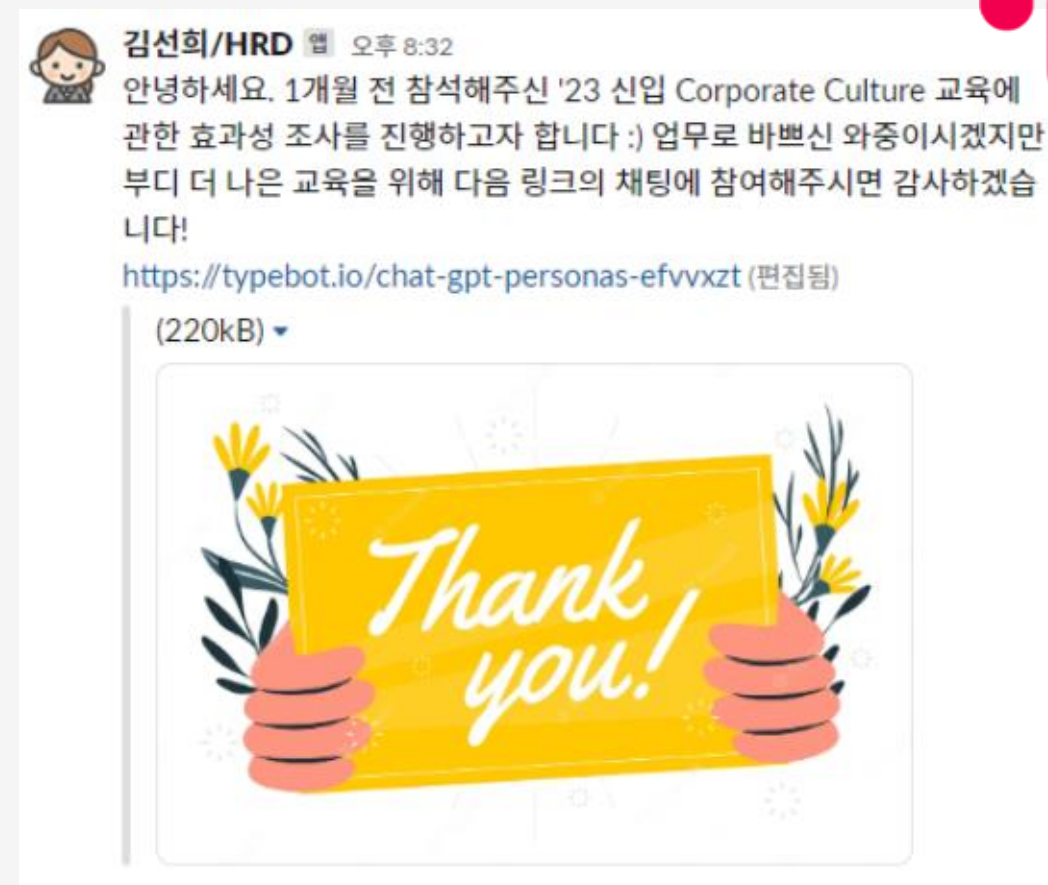 김선희/HRD 앱 오후 8:32
안녕하세요. 1개월 전 참석해주신 '23 신입 Corporate Culture 교육에
관한 효과성 조사를 진행하고자 합니다 :) 업무로 바쁘신 와중이시겠지만
부디 더 나은 교육을 위해 다음 링크의 채팅에 참여해주시면 감사하겠습
니다!
https://typebot.io/chat-gpt-personas-efvvxzt (편집됨)
(220kB)
Thank
you!